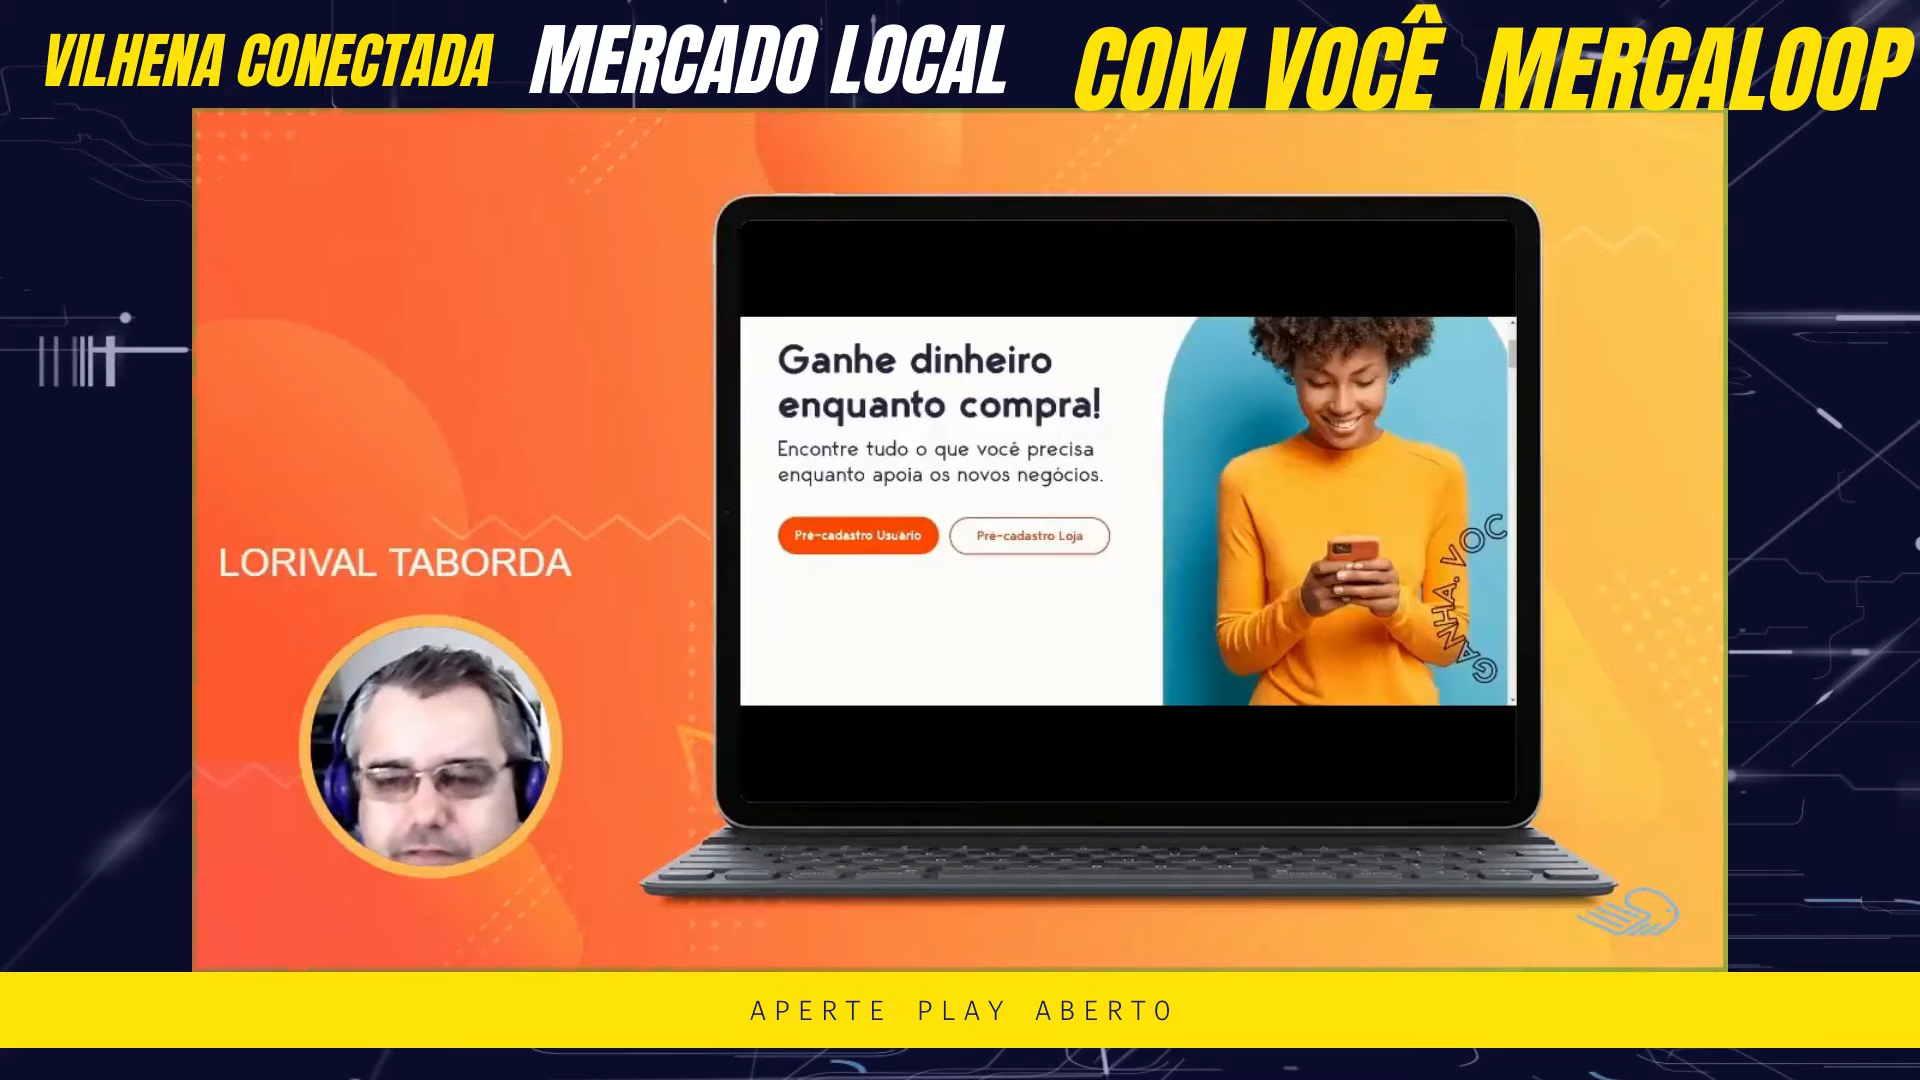 VILHENA CONECTADA MERCADO LOCAL COM VOCÊ MERCALOOP
Ganhe dinheiro
enquanto compra!
Encontre tudo o que você precisa
enquanto apoia os novos negócios.
Pré-cadastro Usuário
Pré-cadastro Loja
GANHA. VOC
LORIVAL TABORDA
APERTE PLAY ABERTO